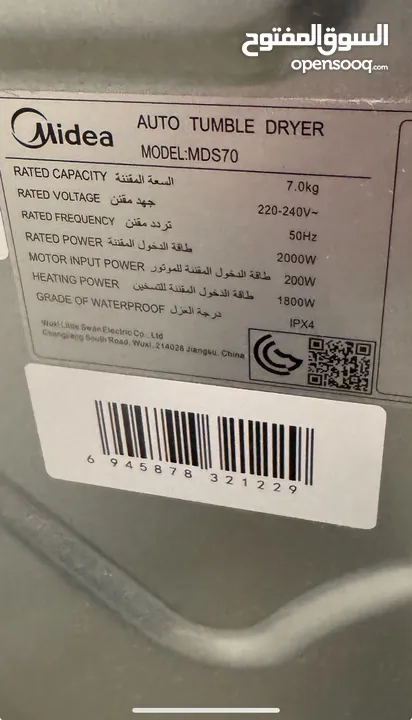 السوق المفتوح
opensooq.com
Midea
AUTO TUMBLE DRYER
MODEL:MDS70
RATED CAPACITY السعة المقننة 7.0kg
RATED VOLTAGE جهد مقنن 220-240V~
RATED FREQUENCY تردد مقنن 50Hz
RATED POWER طاقة الدخول المقننة 2000W
MOTOR INPUT POWER طاقة الدخول المقننة للموتور 200W
HEATING POWER طاقة الدخول المقننة للتسخين 1800W
GRADE OF WATERPROOF درجة العزل IPX4
Wuxi Little Swan Electric Co., Ltd
Changjiang South Road, Wuxi, 214028 Jiangsu, China
6 945878 321229